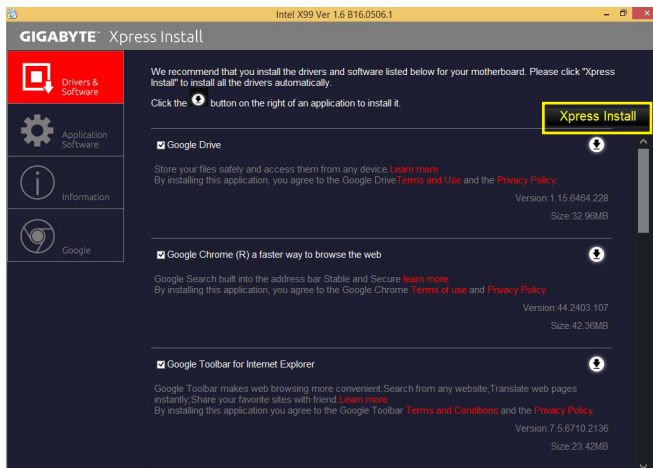 Intel X99 Ver 1.6 B16.0506.1
GIGABYTE™ Xpress Install
Drivers &
Software
Application
Software
Information
Google
We recommend that you install the drivers and software listed below for your motherboard. Please click "Xpress
Install" to install all the drivers automatically.
Click the button on the right of an application to install it.
Xpress Install
Google Drive
Store your files safely and access them from any device.Learn more
By installing this application, you agree to the Google DriveTerms and Use and the Privacy Policy.
Version:1.15.6464.228
Size:32.96MB
Google Chrome (R) a faster way to browse the web
Google Search built into the address bar Stable and Secure learn more
By installing this application, you agree to the Google Chrome Terms of use and Privacy Policy.
Version:44.2403.107
Size:42.36MB
Google Toolbar for Internet Explorer
Google Toolbar makes web browsing more convenient.Search from any website;Translate web pages
instantly;Share your favorite sites with friend.Learn more
By installing this application you agree to the Google Toolbar Terms and Conditions and the Privacy Policy.
Version:7.5.6710.2136
Size:23.42MB